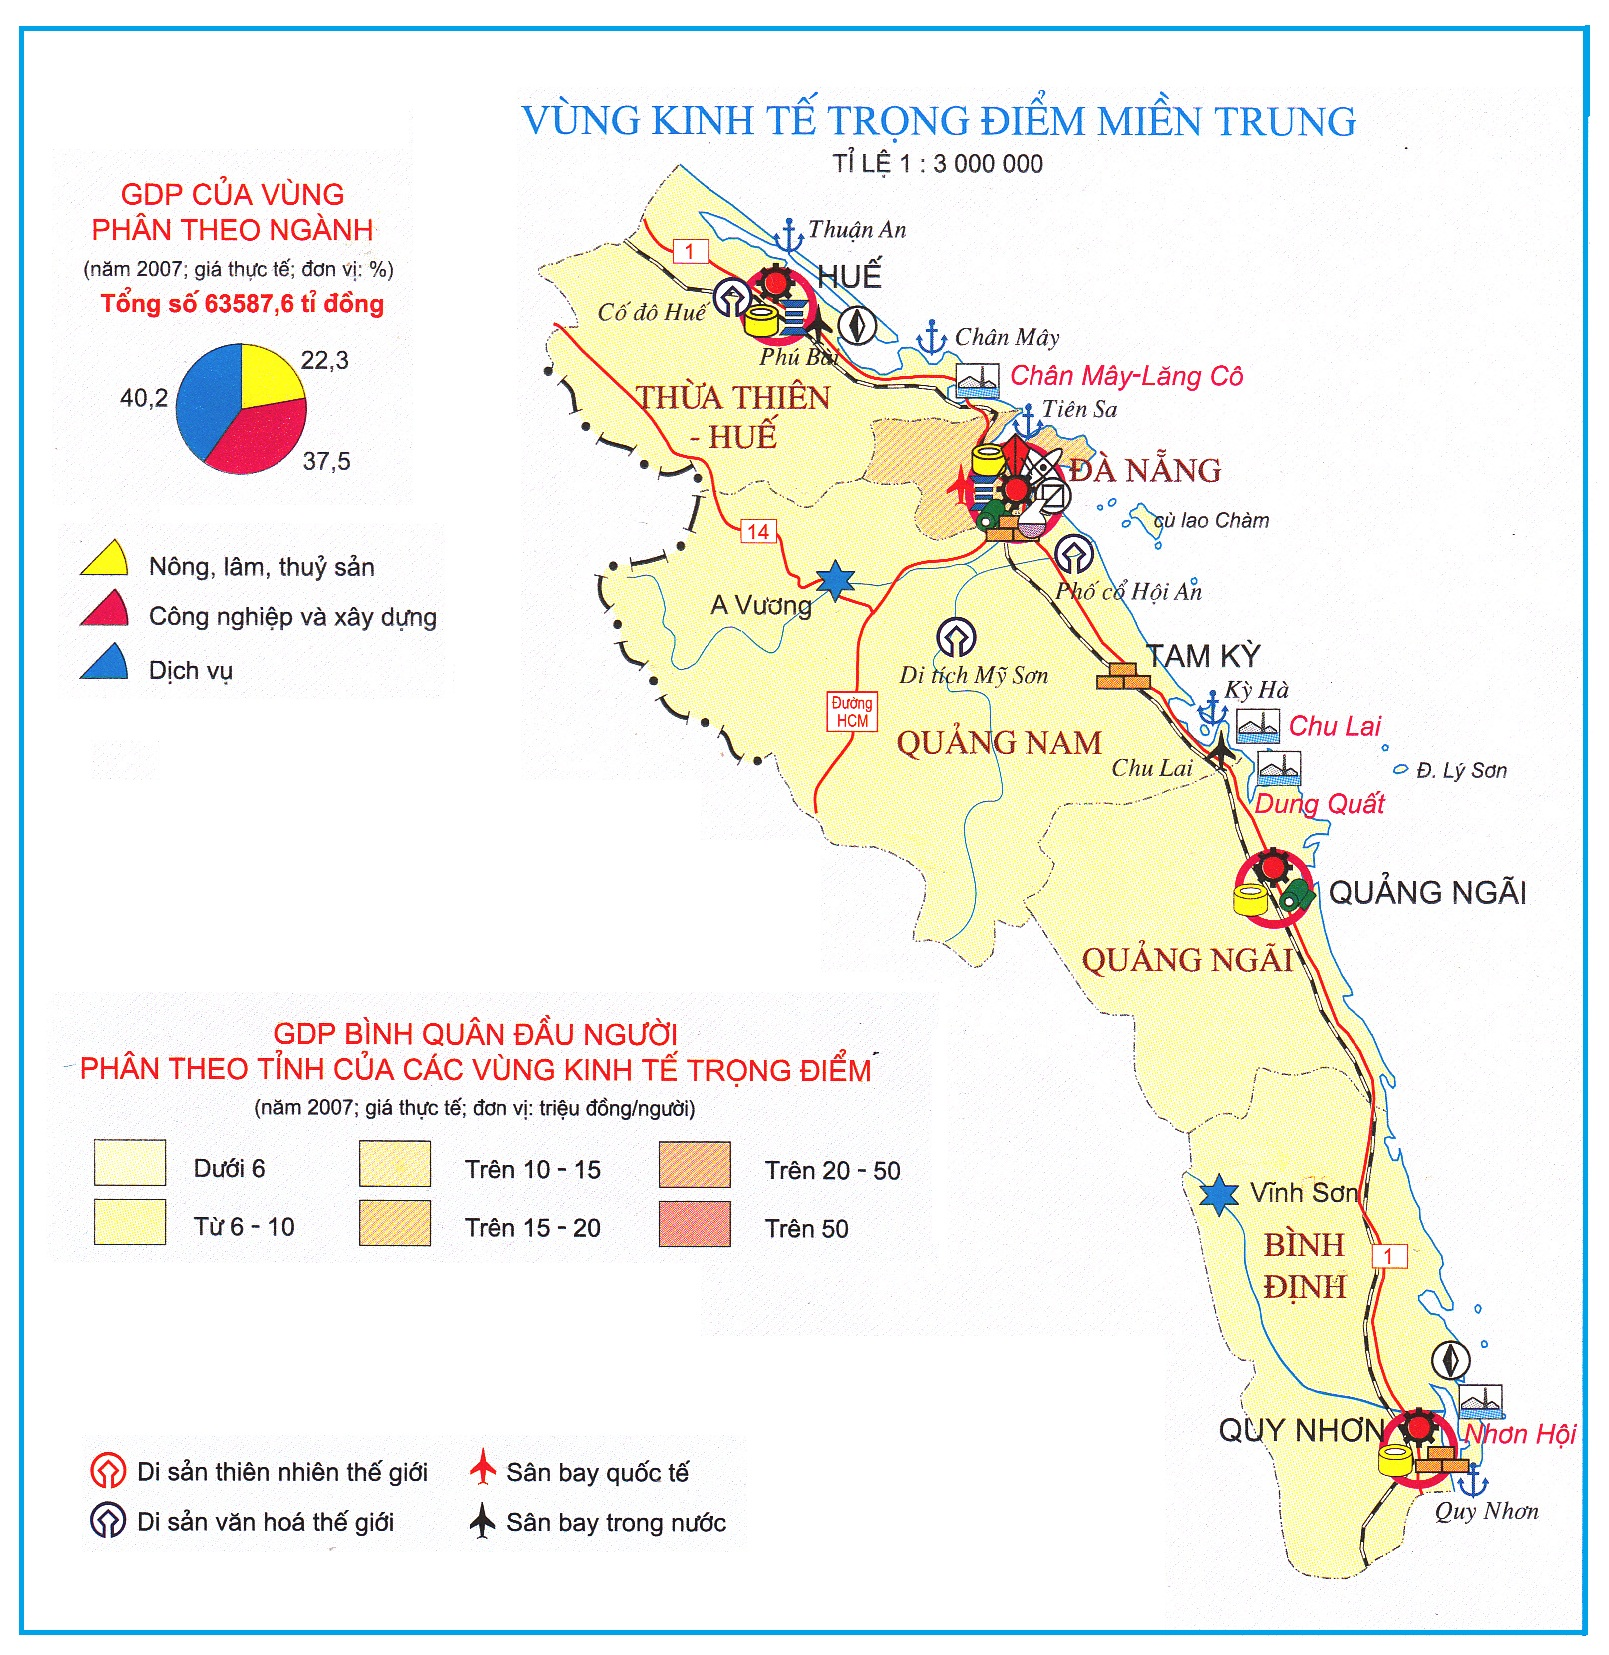 VÙNG KINH TẾ TRỌNG ĐIỂM MIỀN TRUNG
TỈ LỆ 1 : 3 000 000
GDP CỦA VÙNG
PHÂN THEO NGÀNH
(năm 2007; giá thực tế; đơn vị: %)
Tổng số 63587,6 tỉ đồng
22,3
40,2
37,5
Nông, lâm, thuỷ sản
Công nghiệp và xây dựng
Dịch vụ
Thuận An
1
HUẾ
Cố đô Huế
Phú Bài
Chân Mây
Chân Mây-Lăng Cô
THỪA THIÊN
- HUẾ
Tiên Sa
ĐÀ NẴNG
cù lao Chàm
14
A Vương
Phố cổ Hội An
Di tích Mỹ Sơn
TAM KỲ
Kỳ Hà
Đường
HCM
Chu Lai
QUẢNG NAM
Chu Lai
Đ. Lý Sơn
Dung Quất
QUẢNG NGÃI
QUẢNG NGÃI
GDP BÌNH QUÂN ĐẦU NGƯỜI
PHÂN THEO TỈNH CỦA CÁC VÙNG KINH TẾ TRỌNG ĐIỂM
(năm 2007; giá thực tế; đơn vị: triệu đồng/người)
Dưới 6
Trên 10 - 15
Trên 20 - 50
Từ 6 - 10
Trên 15 - 20
Trên 50
Vĩnh Sơn
BÌNH
ĐỊNH
1
QUY NHƠN
Nhơn Hội
Quy Nhơn
Di sản thiên nhiên thế giới
Sân bay quốc tế
Di sản văn hoá thế giới
Sân bay trong nước